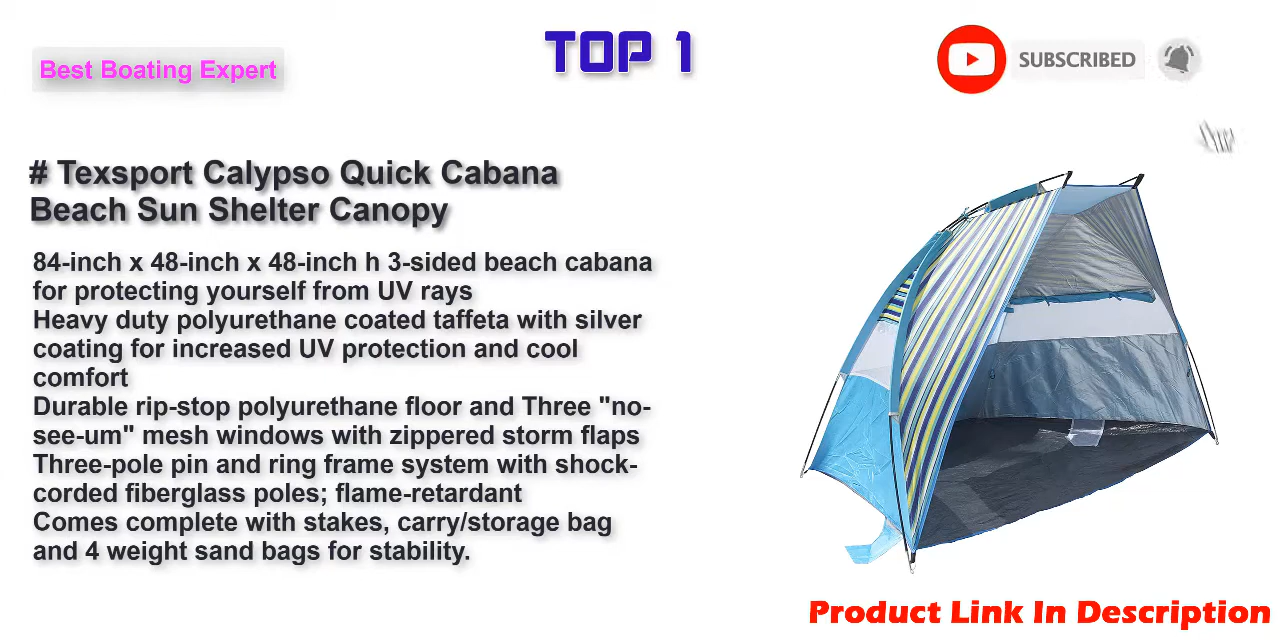 Best Boating Expert
TOP 1
SUBSCRIBED
# Texsport Calypso Quick Cabana
Beach Sun Shelter Canopy
84-inch x 48-inch x 48-inch h 3-sided beach cabana
for protecting yourself from UV rays
Heavy duty polyurethane coated taffeta with silver
coating for increased UV protection and cool
comfort
Durable rip-stop polyurethane floor and Three "no-
see-um" mesh windows with zippered storm flaps
Three-pole pin and ring frame system with shock-
corded fiberglass poles; flame-retardant
Comes complete with stakes, carry/storage bag
and 4 weight sand bags for stability.
Product Link In Description